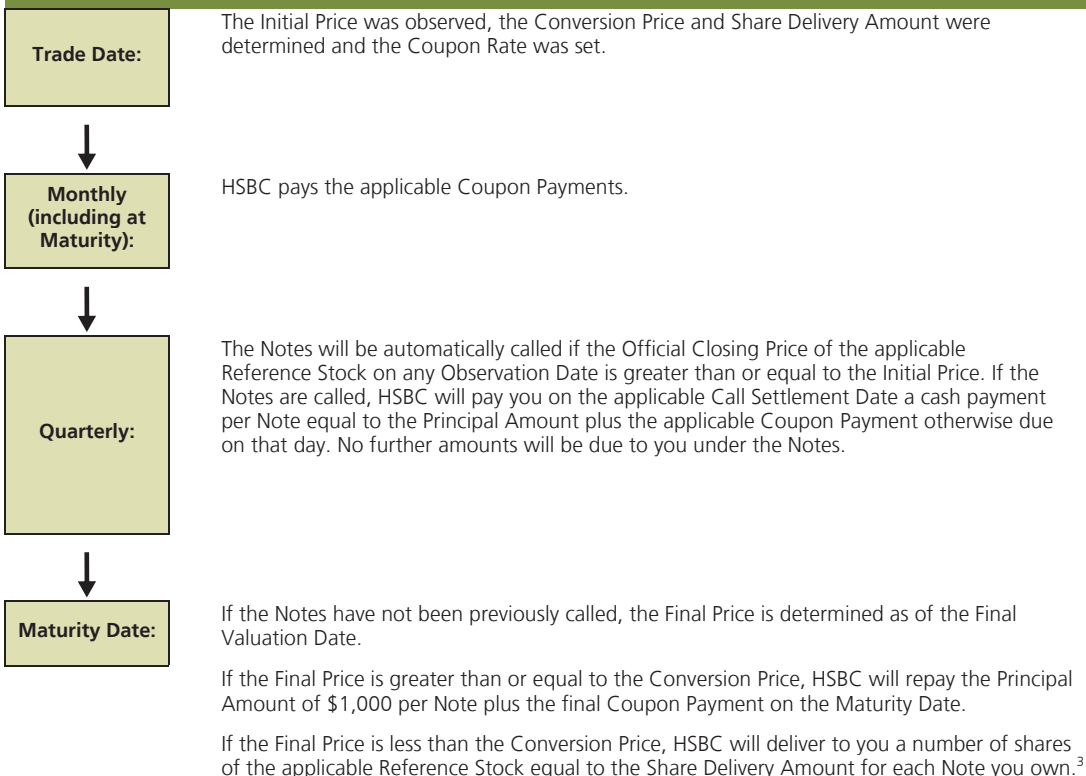 Trade Date:
The Initial Price was observed, the Conversion Price and Share Delivery Amount were
determined and the Coupon Rate was set.
Monthly
(including at
Maturity):
HSBC pays the applicable Coupon Payments.
Quarterly:
The Notes will be automatically called if the Official Closing Price of the applicable
Reference Stock on any Observation Date is greater than or equal to the Initial Price. If the
Notes are called, HSBC will pay you on the applicable Call Settlement Date a cash payment
per Note equal to the Principal Amount plus the applicable Coupon Payment otherwise due
on that day. No further amounts will be due to you under the Notes.
Maturity Date:
If the Notes have not been previously called, the Final Price is determined as of the Final
Valuation Date.
If the Final Price is greater than or equal to the Conversion Price, HSBC will repay the Principal
Amount of $1,000 per Note plus the final Coupon Payment on the Maturity Date.
If the Final Price is less than the Conversion Price, HSBC will deliver to you a number of shares
of the applicable Reference Stock equal to the Share Delivery Amount for each Note you own.3